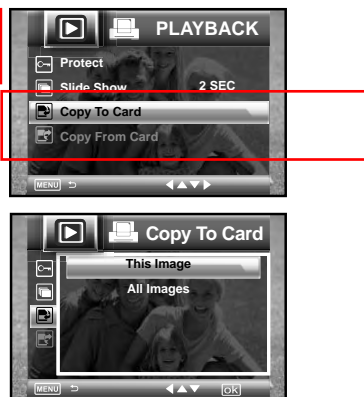 PLAYBACK
Protect
Slide Show 2 SEC
Copy To Card
Copy From Card
MENU
Copy To Card
This Image
All Images
MENU
OK